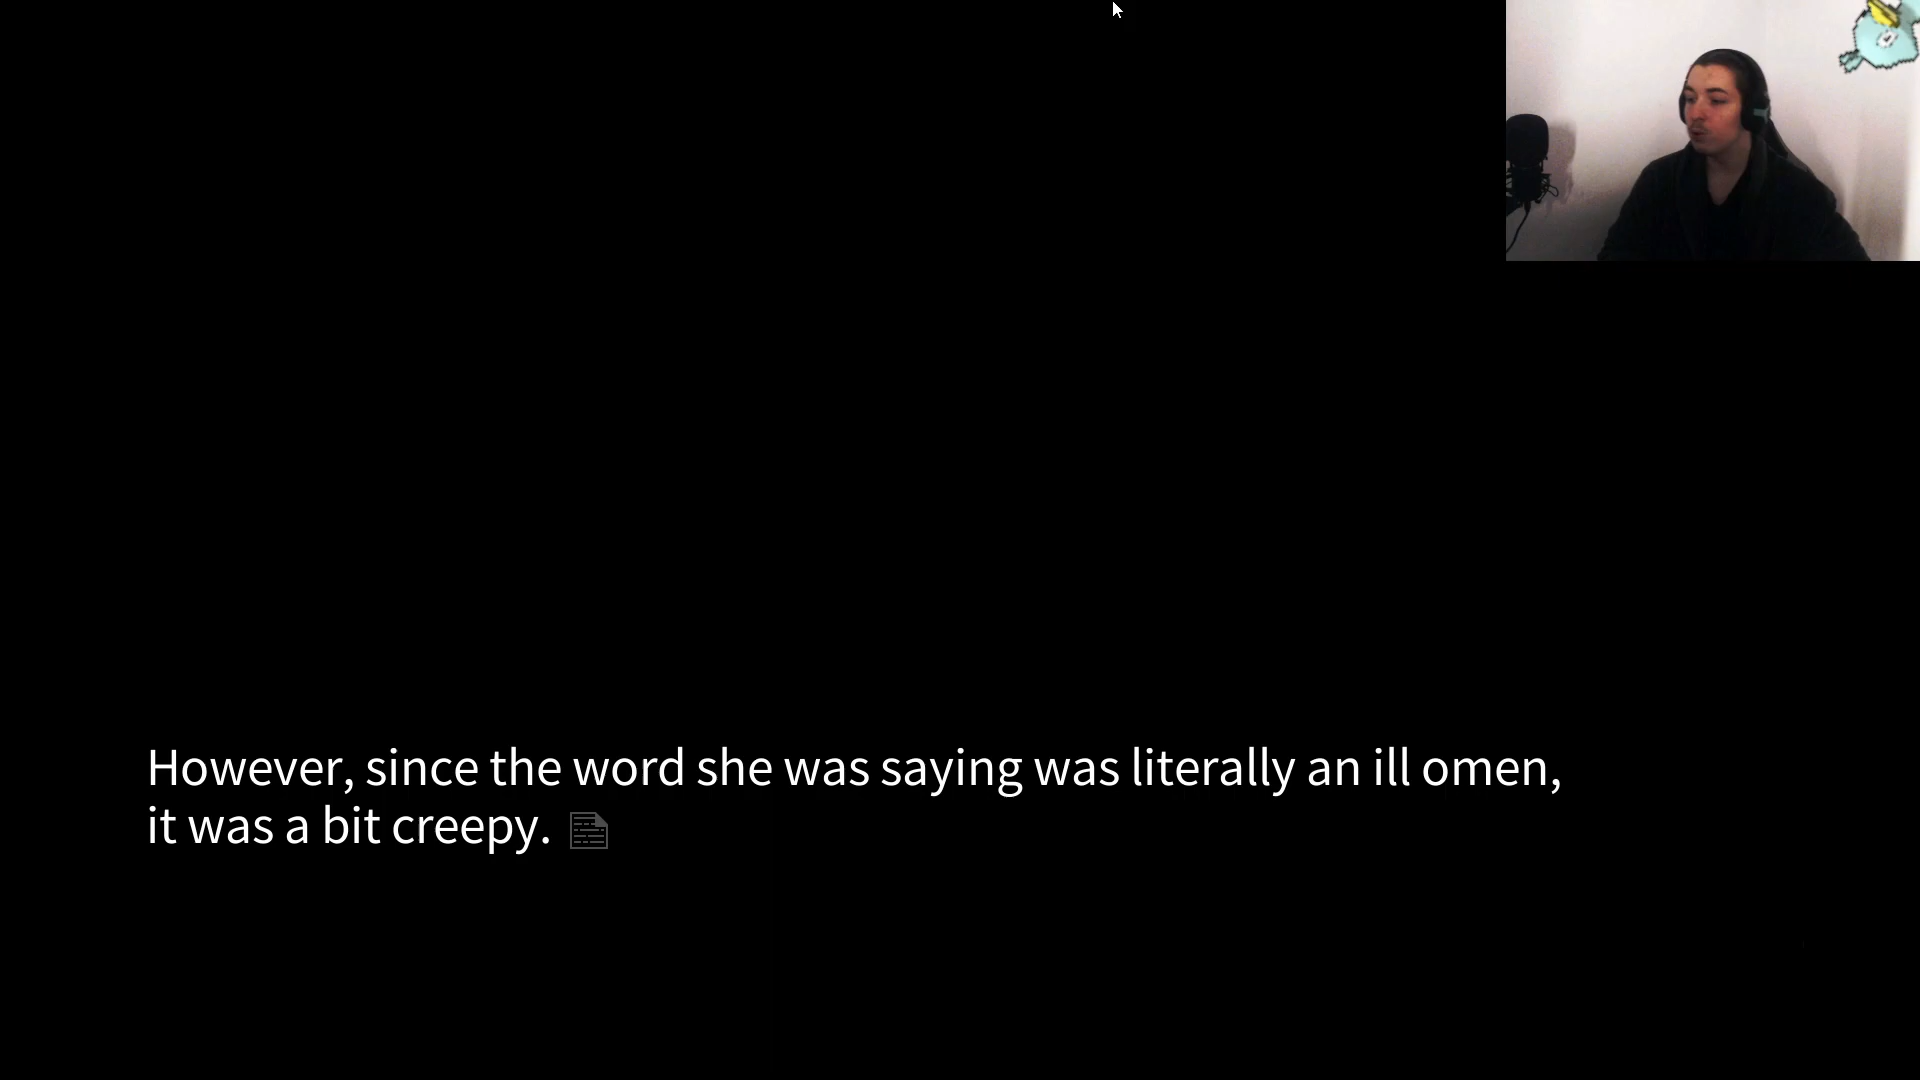 However, since the word she was saying was literally an ill omen,
it was a bit creepy.